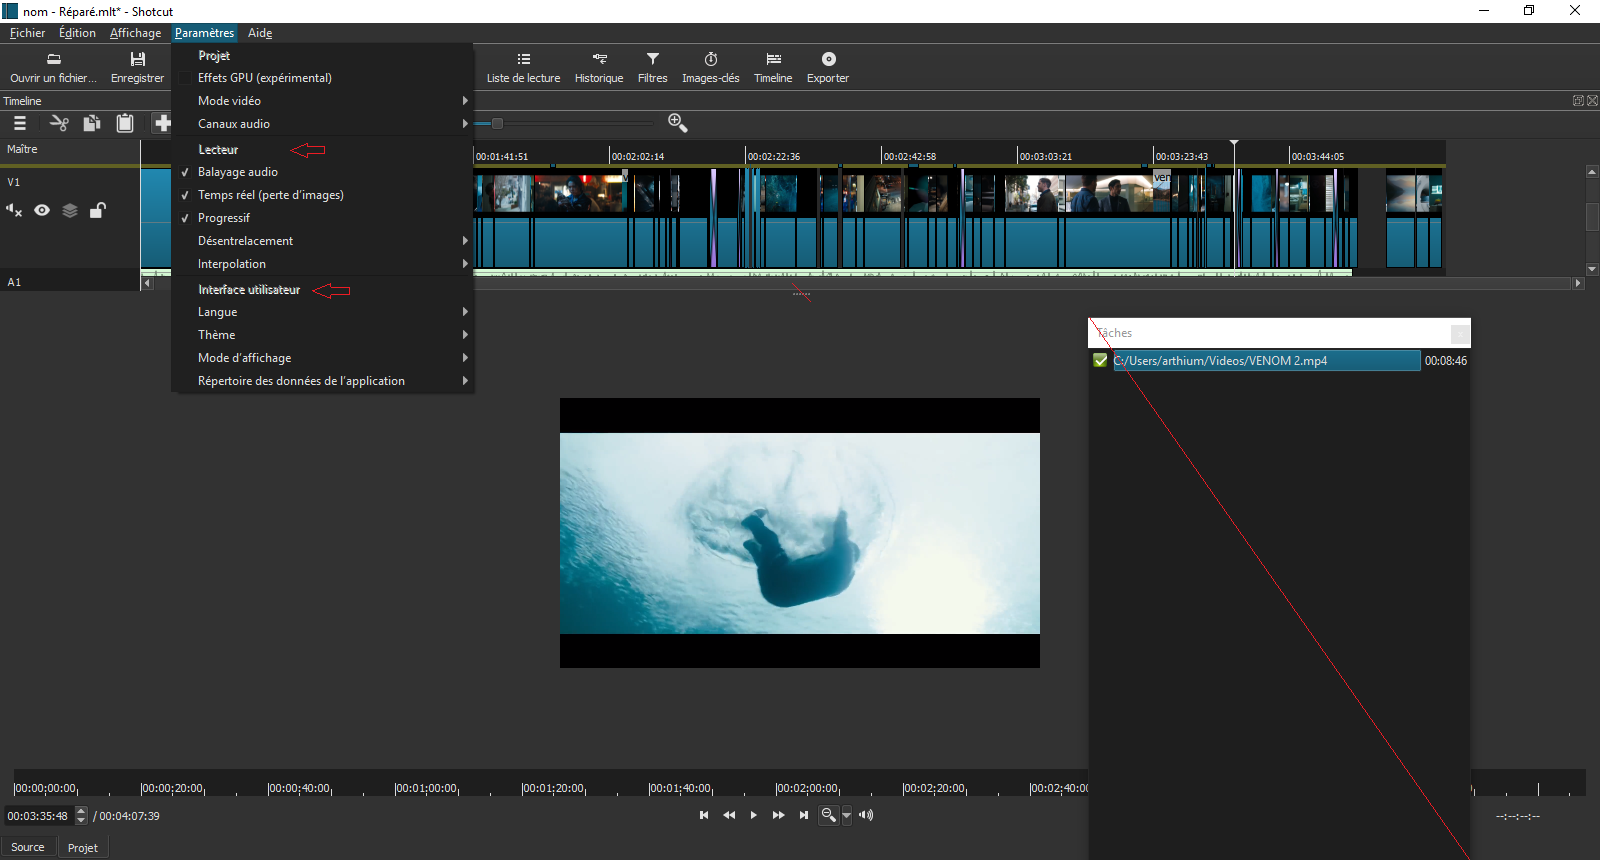 nom - Réparé.mlt* - Shotcut
Fichier Édition Affichage Paramètres Aide
Ouvrir un fichier... Enregistrer Liste de lecture Historique Filtres Images-clés Timeline Exporter
Projet
Effets GPU (expérimental)
Mode vidéo
Canaux audio
Lecteur
Balayage audio
Temps réel (perte d'images)
Progressif
Désentrelacement
Interpolation
Interface utilisateur
Langue
Thème
Mode d'affichage
Répertoire des données de l'application
Timeline
Maître
00:01:41:51 00:02:02:14 00:02:22:36 00:02:42:58 00:03:03:21 00:03:23:43 00:03:44:05
V1
v ven
A1
Tâches
C:/Users/arthium/Videos/VENOM 2.mp4 00:08:46
00:00:00:00 00:00:20:00 00:00:40:00 00:01:00:00 00:01:20:00 00:01:40:00 00:02:00:00 00:02:20:00 00:02:40:00
00:03:35:48 / 00:04:07:39 --:--:--:--
Source Projet